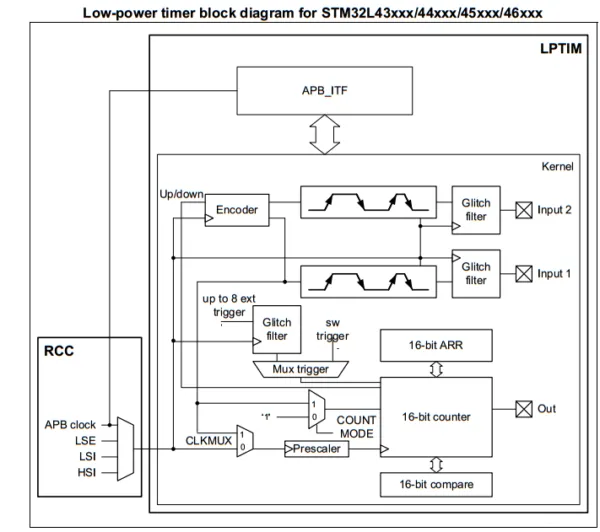 Low-power timer block diagram for STM32L43xxx/44xxx/45xxx/46xxx
LPTIM
APB_ITF
Kernel
Up/down
Encoder
Glitch
filter
Input 2
Glitch
filter
Input 1
up to 8 ext
trigger
Glitch
filter
sw
trigger
Mux trigger
RCC
16-bit ARR
APB clock
LSE
LSI
HSI
CLKMUX
1
0
'1'
1
0
COUNT
MODE
Prescaler
16-bit counter
Out
16-bit compare